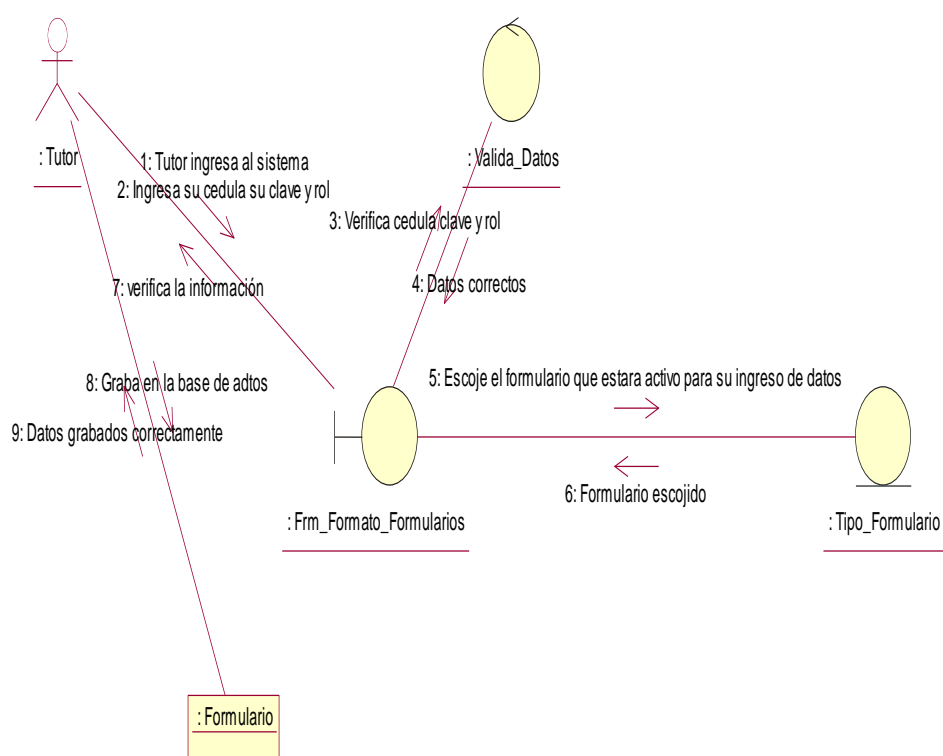 : Tutor
: Valida_Datos
1: Tutor ingresa al sistema
2: Ingresa su cedula su clave y rol
3: Verifica cedula clave y rol
4: Datos correctos
7: verifica la información
8: Graba en la base de adtos
9: Datos grabados correctamente
5: Escoje el formulario que estara activo para su ingreso de datos
6: Formulario escojido
: Frm_Formato_Formularios
: Tipo_Formulario
: Formulario